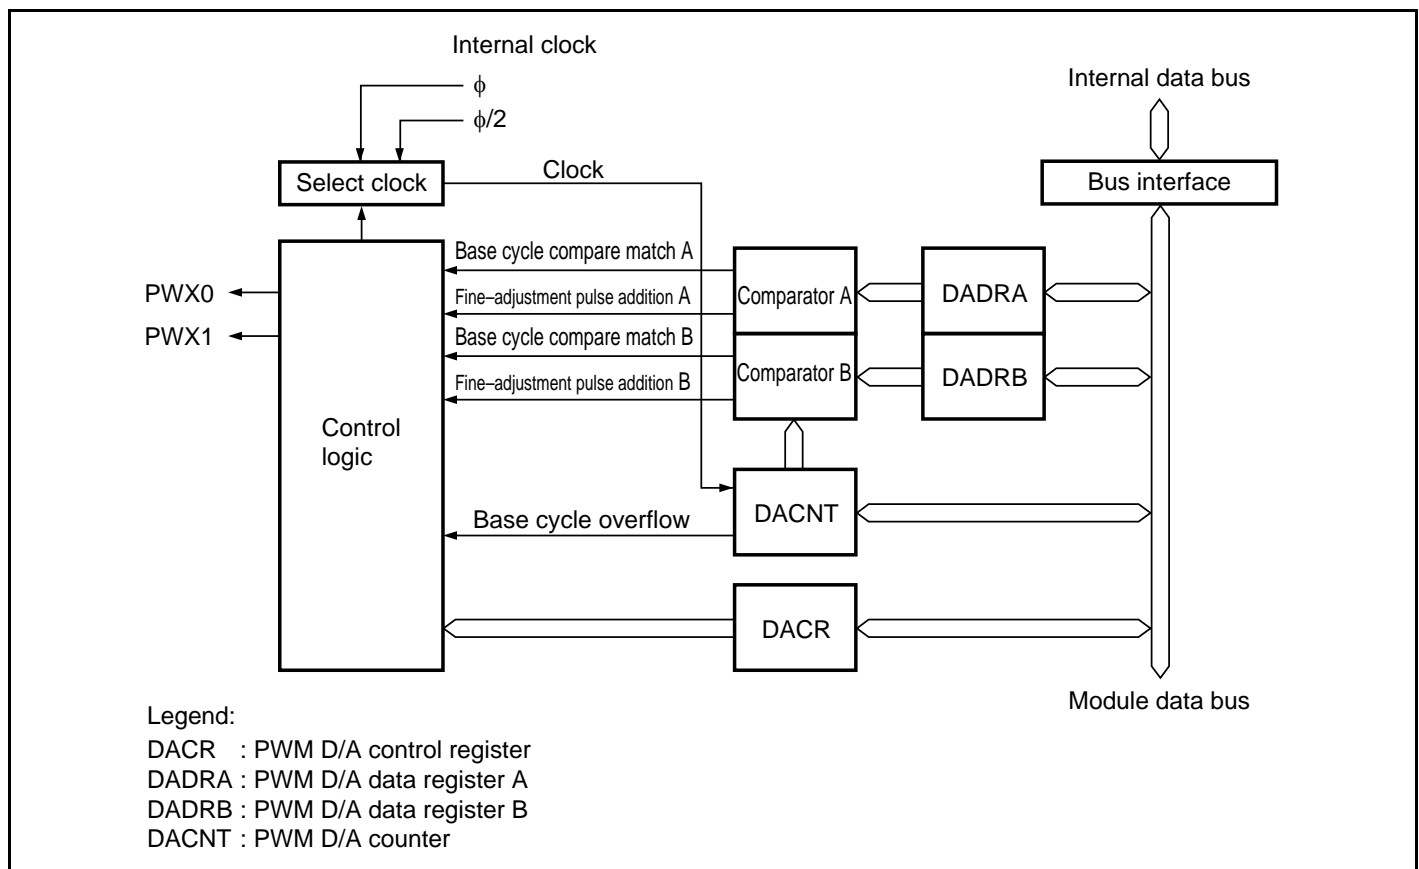 Internal clock
ϕ
ϕ/2
Internal data bus
Select clock
Clock
Bus interface
Base cycle compare match A
Fine–adjustment pulse addition A
Base cycle compare match B
Fine–adjustment pulse addition B
PWX0
PWX1
Comparator A
Comparator B
DADRA
DADRB
Control
logic
Base cycle overflow
DACNT
DACR
Module data bus
Legend:
DACR : PWM D/A control register
DADRA : PWM D/A data register A
DADRB : PWM D/A data register B
DACNT : PWM D/A counter